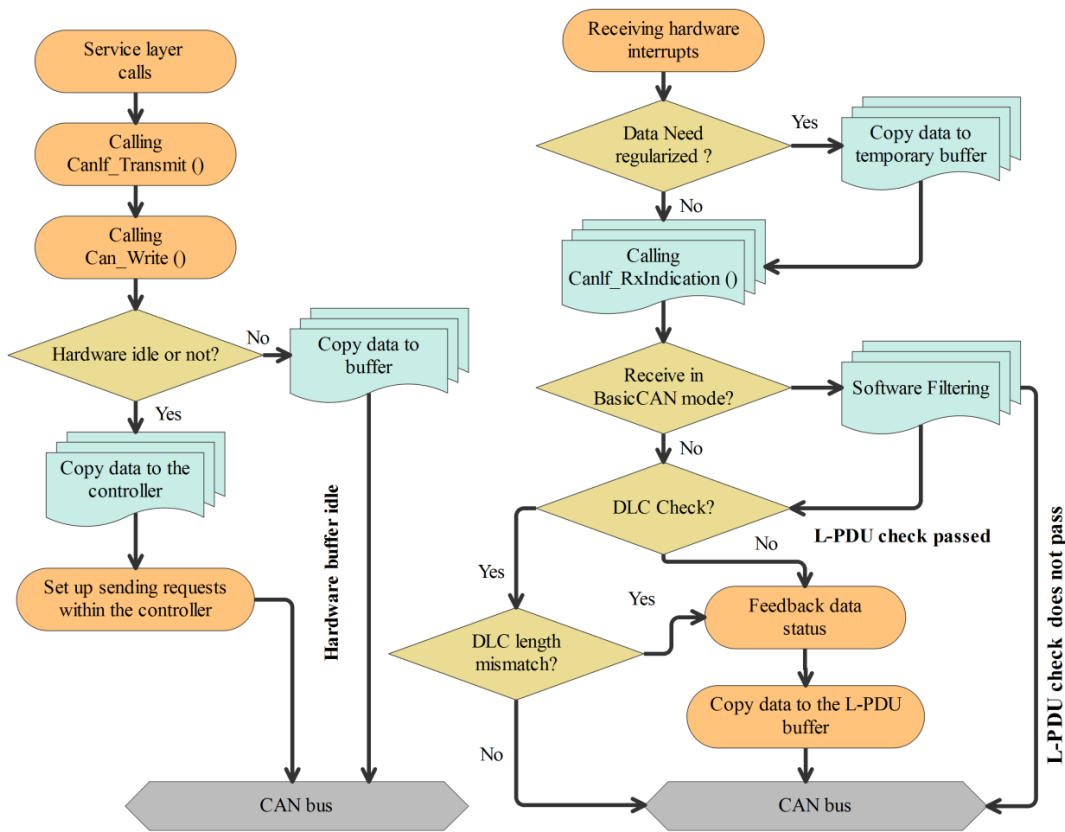 Service layer
calls
Calling
Canlf_Transmit ()
Calling
Can_Write ()
Hardware idle or not?
No
Copy data to
buffer
Yes
Copy data to the
controller
Set up sending requests
within the controller
Hardware buffer idle
CAN bus
Receiving hardware
interrupts
Data Need
regularized ?
Yes
Copy data to
temporary buffer
No
Calling
Canlf_RxIndication ()
Receive in
BasicCAN mode?
Software Filtering
No
DLC Check?
L-PDU check passed
No
Yes
Yes
Feedback data
status
DLC length
mismatch?
Copy data to the L-PDU
buffer
No
L-PDU check does not pass
CAN bus